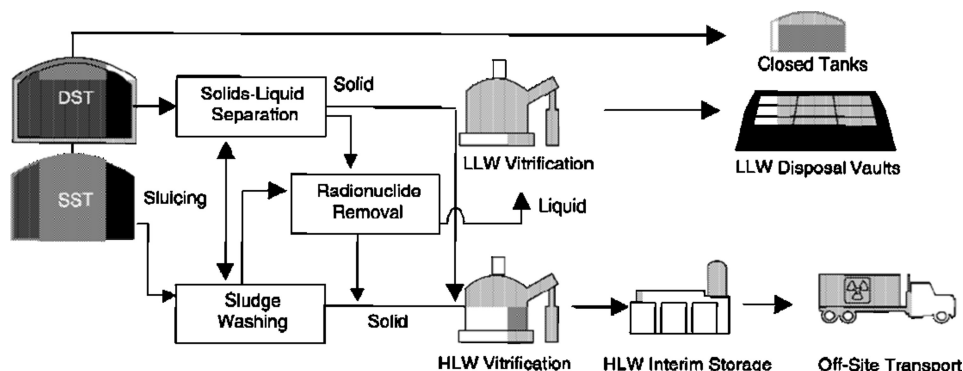 Closed Tanks
DST
Solids-Liquid
Separation
Solid
LLW Vitrification
LLW Disposal Vaults
SST
Sluicing
Radionuclide
Removal
Liquid
Sludge
Washing
Solid
HLW Vitrification
HLW Interim Storage
Off-Site Transport